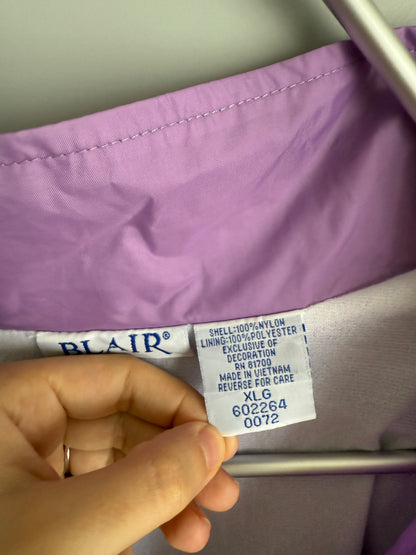 BLAIR®
SHELL:100%NYLON
LINING:100%POLYESTER
EXCLUSIVE OF
DECORATION
RN 81700
MADE IN VIETNAM
REVERSE FOR CARE
XLG
602264
0072